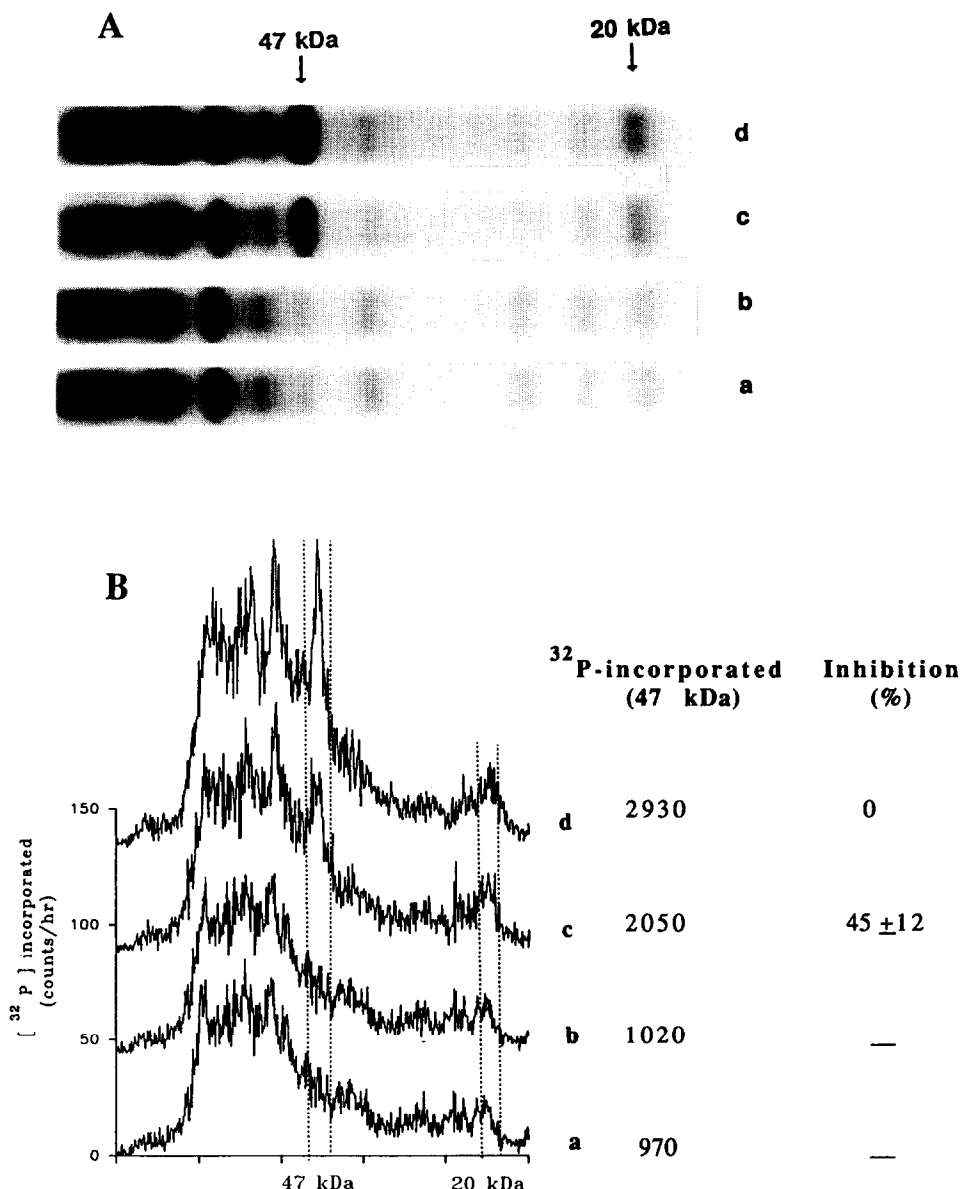 A
47 kDa
20 kDa
d
c
b
a
B
32P-incorporated
(47 kDa)
Inhibition
(%)
[ 32 P ] incorporated
(counts/hr)
150
100
50
0
d 2930 0
c 2050 45 ±12
b 1020 —
a 970 —
47 kDa
20 kDa